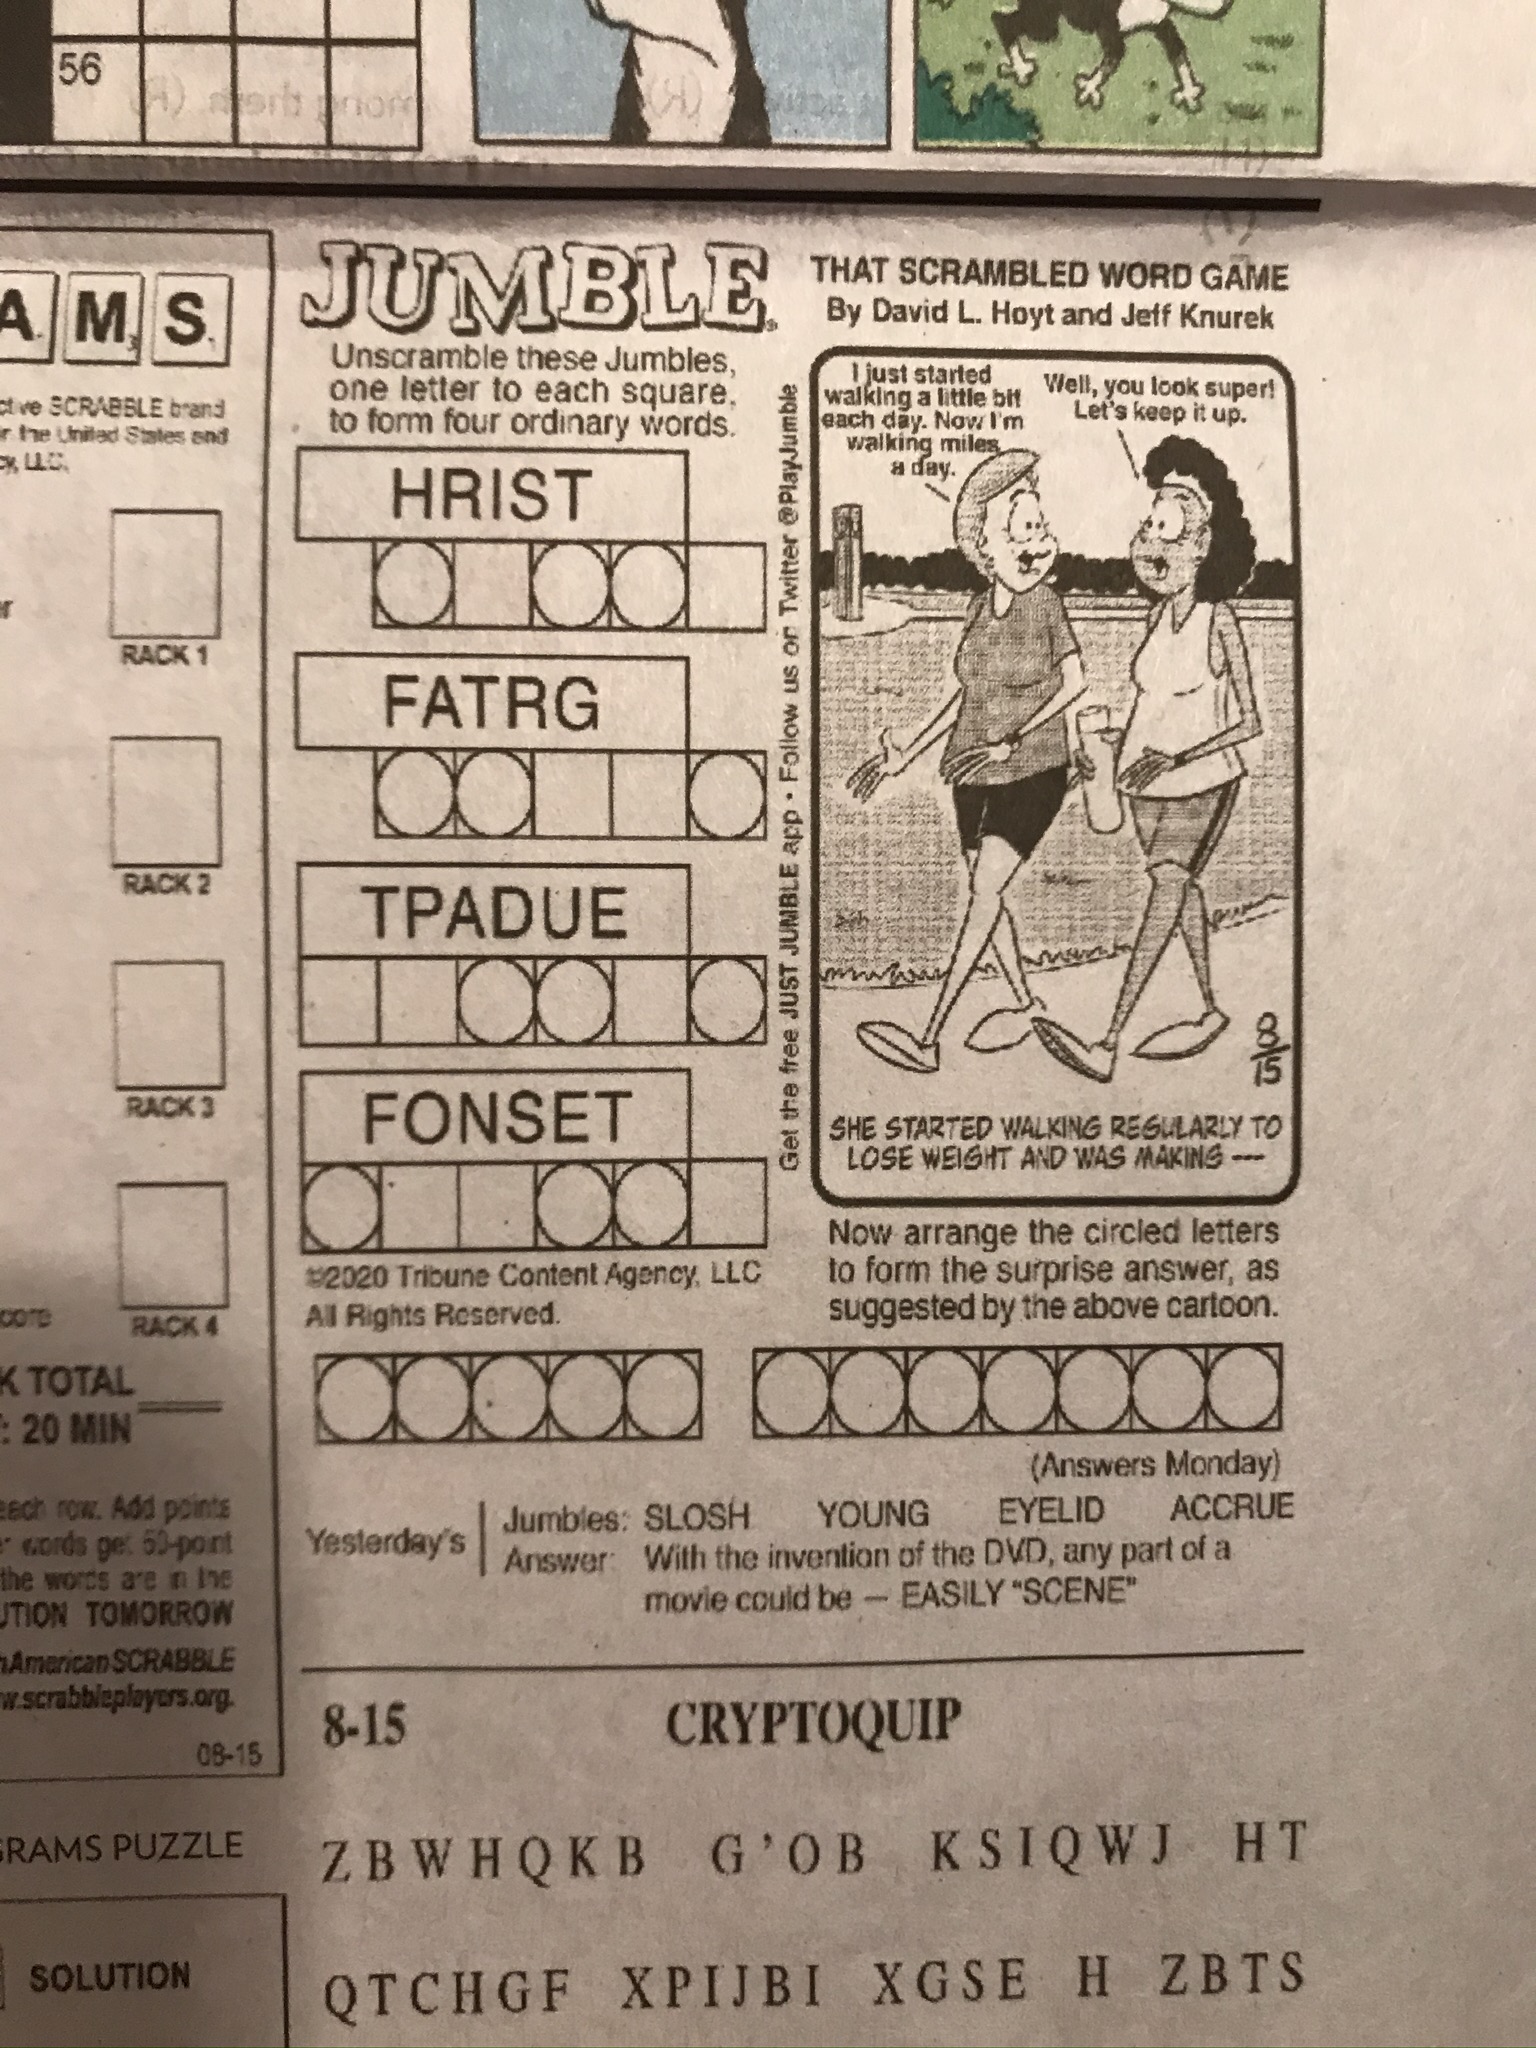 56
AMS
JUMBLE
THAT SCRAMBLED WORD GAME
By David L. Hoyt and Jeff Knurek
Unscramble these Jumbles,
one letter to each square,
to form four ordinary words.
HRIST
FATRG
TPADUE
FONSET
©2020 Tribune Content Agency, LLC
All Rights Reserved.
Get the free JUST JUMBLE app • Follow us on Twitter @PlayJumble
I just started
walking a little bit
each day. Now I'm
walking miles
a day.
Well, you look super!
Let's keep it up.
8/15
SHE STARTED WALKING REGULARLY TO
LOSE WEIGHT AND WAS MAKING ---
Now arrange the circled letters
to form the surprise answer, as
suggested by the above cartoon.
(Answers Monday)
Yesterday's
Jumbles: SLOSH YOUNG EYELID ACCRUE
Answer: With the invention of the DVD, any part of a
movie could be — EASILY "SCENE"
8-15 CRYPTOQUIP
ZBWHQKB G'OB KSIQWJ HT
QTCHGF XPIJBI XGSE H ZBTS
SCRABBLE brand
in the United States and
LLC.
RACK 1
RACK 2
RACK 3
RACK 4
K TOTAL
: 20 MIN
each row. Add points
words get 50-point
the words are in the
UTION TOMORROW
American SCRABBLE
w.scrabbleplayers.org.
08-15
GRAMS PUZZLE
SOLUTION